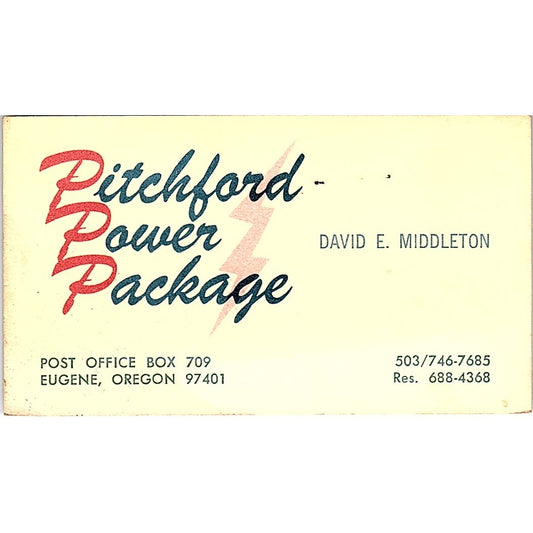 Pitchford
Power
Package
DAVID E. MIDDLETON
POST OFFICE BOX 709
EUGENE, OREGON 97401
503/746-7685
Res. 688-4368